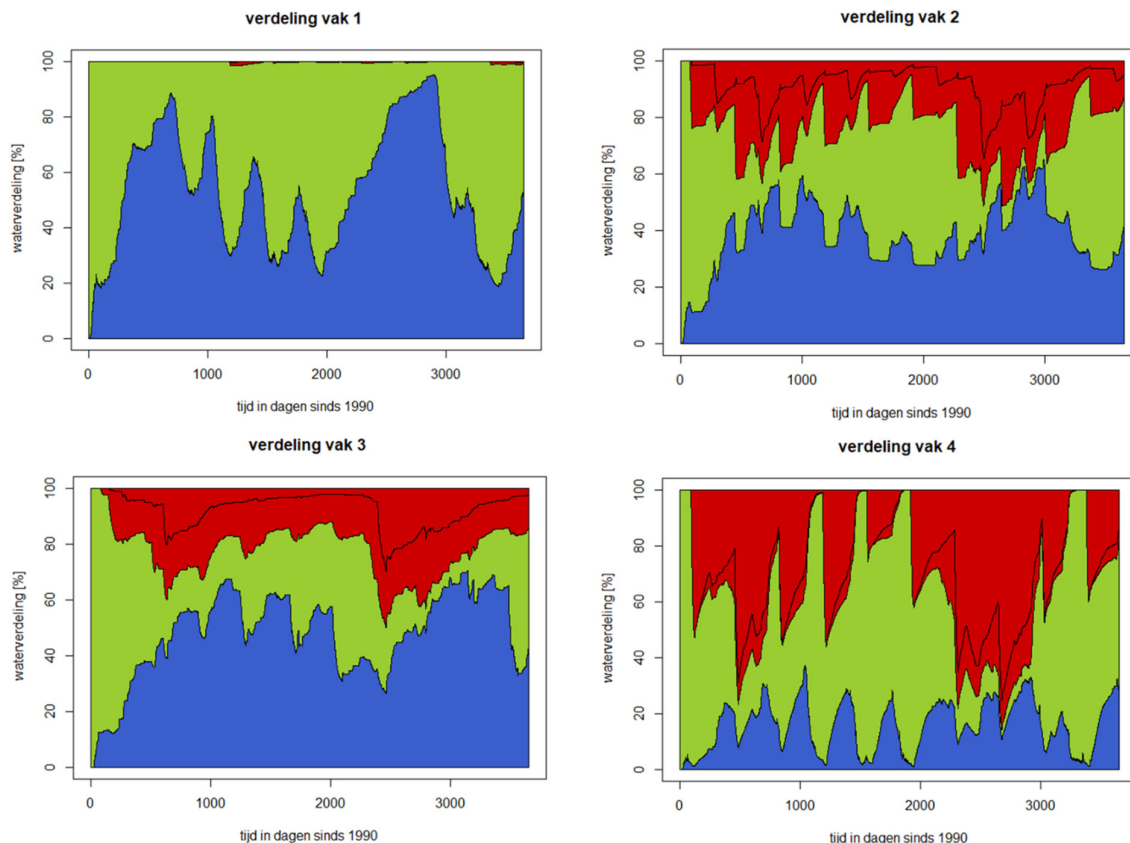 verdeling vak 1
waterverdeling [%]
0 20 40 60 80 100
0 1000 2000 3000
tijd in dagen sinds 1990
verdeling vak 2
waterverdeling [%]
0 20 40 60 80 100
0 1000 2000 3000
tijd in dagen sinds 1990
verdeling vak 3
waterverdeling [%]
0 20 40 60 80 100
0 1000 2000 3000
tijd in dagen sinds 1990
verdeling vak 4
waterverdeling [%]
0 20 40 60 80 100
0 1000 2000 3000
tijd in dagen sinds 1990